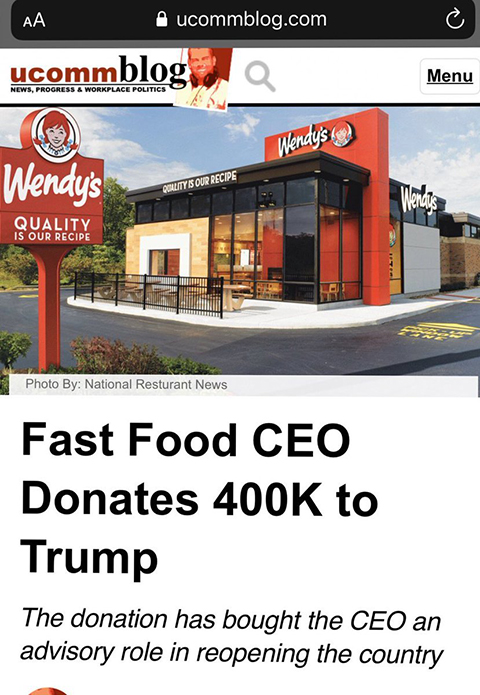 AA
ucommblog.com
ucommblog
Menu
NEWS, PROGRESS & WORKPLACE POLITICS
Wendy's
QUALITY IS OUR RECIPE
Wendy's
Wendy's
QUALITY
IS OUR RECIPE
Photo By: National Resturant News
Fast Food CEO
Donates 400K to
Trump
The donation has bought the CEO an
advisory role in reopening the country